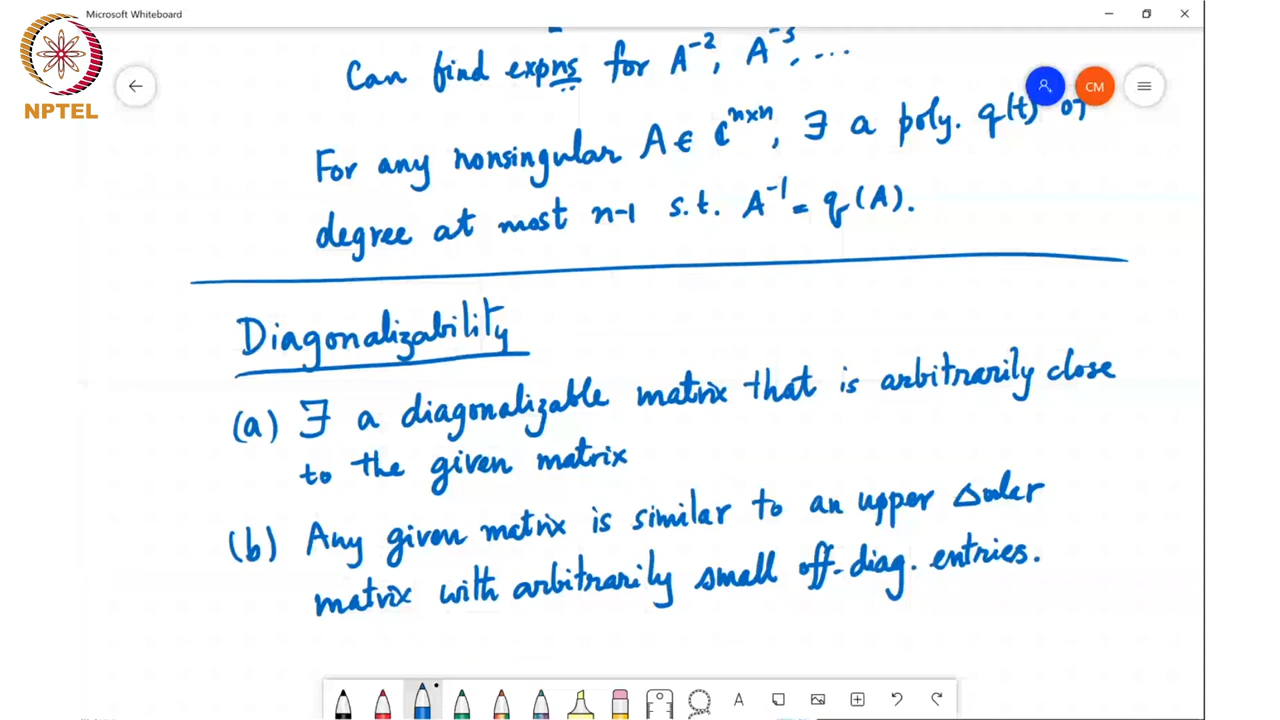 Microsoft Whiteboard
NPTEL
Can find expns for A⁻², A⁻³, ...
CM
For any nonsingular A ∈ ℂⁿˣⁿ, ∃ a poly. q(t) of
degree at most n-1 s.t. A⁻¹ = q(A).
Diagonalizability
(a) ∃ a diagonalizable matrix that is arbitrarily close
to the given matrix
(b) Any given matrix is similar to an upper Δular
matrix with arbitrarily small off-diag. entries.
A